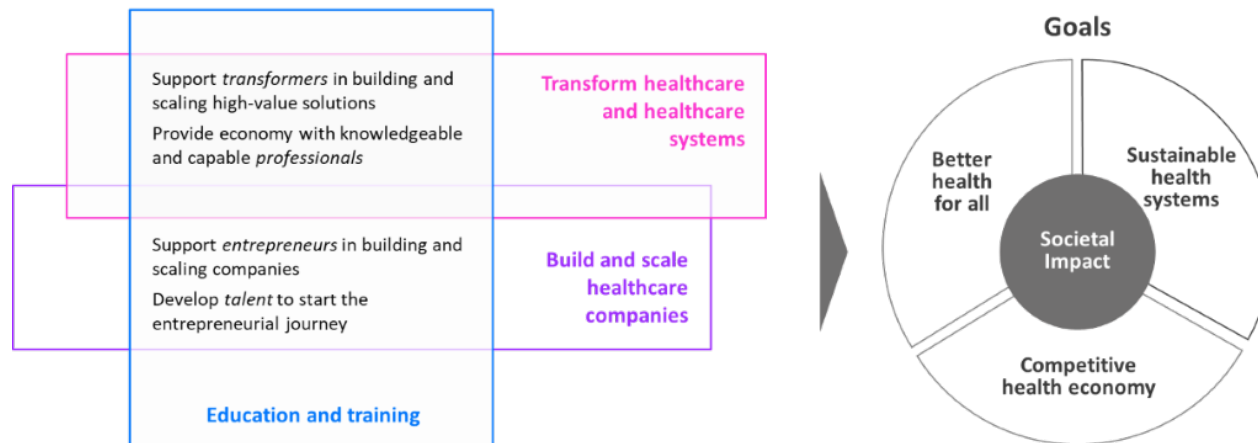 Support transformers in building and
scaling high-value solutions
Provide economy with knowledgeable
and capable professionals
Transform healthcare
and healthcare
systems
Support entrepreneurs in building and
scaling companies
Develop talent to start the
entrepreneurial journey
Build and scale
healthcare
companies
Education and training
Goals
Better
health
for all
Sustainable
health
systems
Societal
Impact
Competitive
health economy